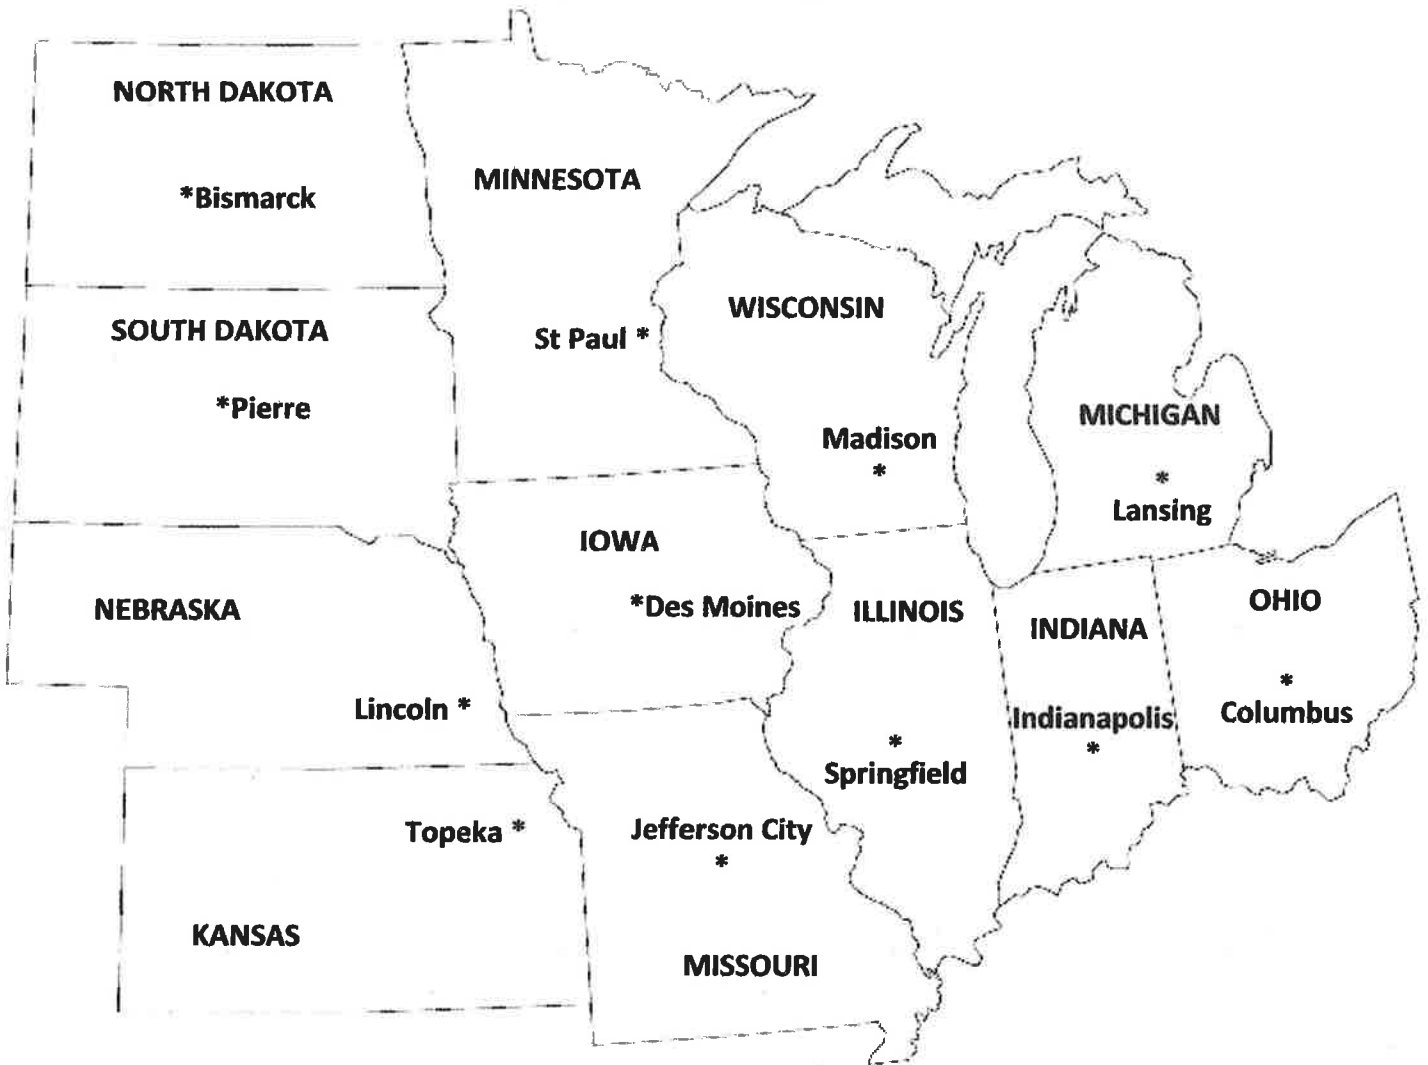 NORTH DAKOTA
*Bismarck
MINNESOTA
SOUTH DAKOTA
St Paul *
WISCONSIN
*Pierre
Madison
*
MICHIGAN
*
Lansing
IOWA
*Des Moines
NEBRASKA
Lincoln *
ILLINOIS
*
Springfield
INDIANA
Indianapolis
*
OHIO
*
Columbus
Topeka *
KANSAS
Jefferson City
*
MISSOURI